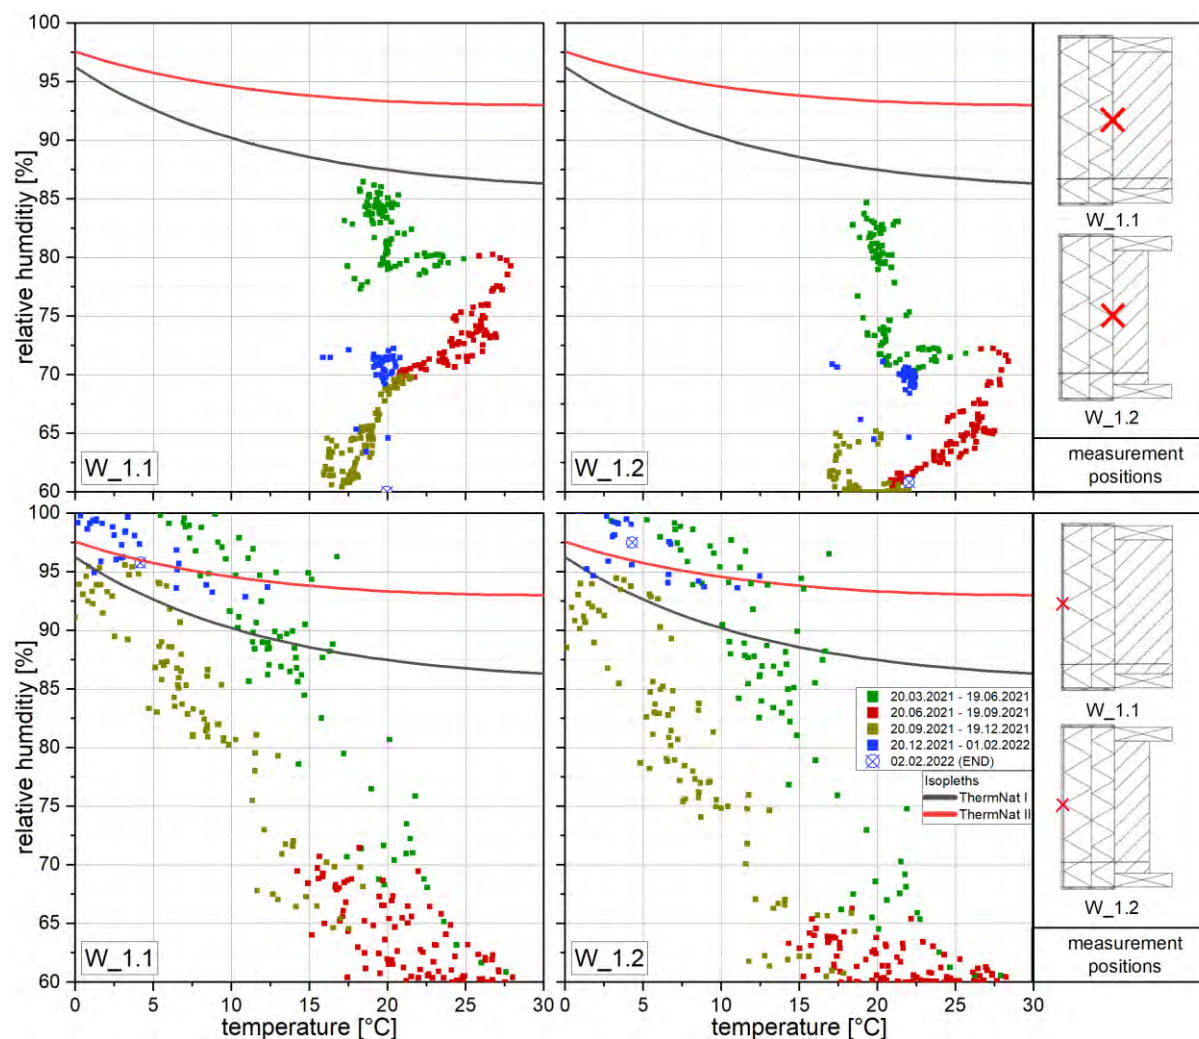 100
95
90
85
80
75
70
65
60
relative humditiy [%]
W_1.1
W_1.2
W_1.1
W_1.2
measurement
positions
100
95
90
85
80
75
70
65
60
relative humditiy [%]
W_1.1
0 5 10 15 20 25 30
temperature [°C]
20.03.2021 - 19.06.2021
20.06.2021 - 19.09.2021
20.09.2021 - 19.12.2021
20.12.2021 - 01.02.2022
02.02.2022 (END)
Isopleths
ThermNat I
ThermNat II
W_1.2
0 5 10 15 20 25 30
temperature [°C]
W_1.1
W_1.2
measurement
positions